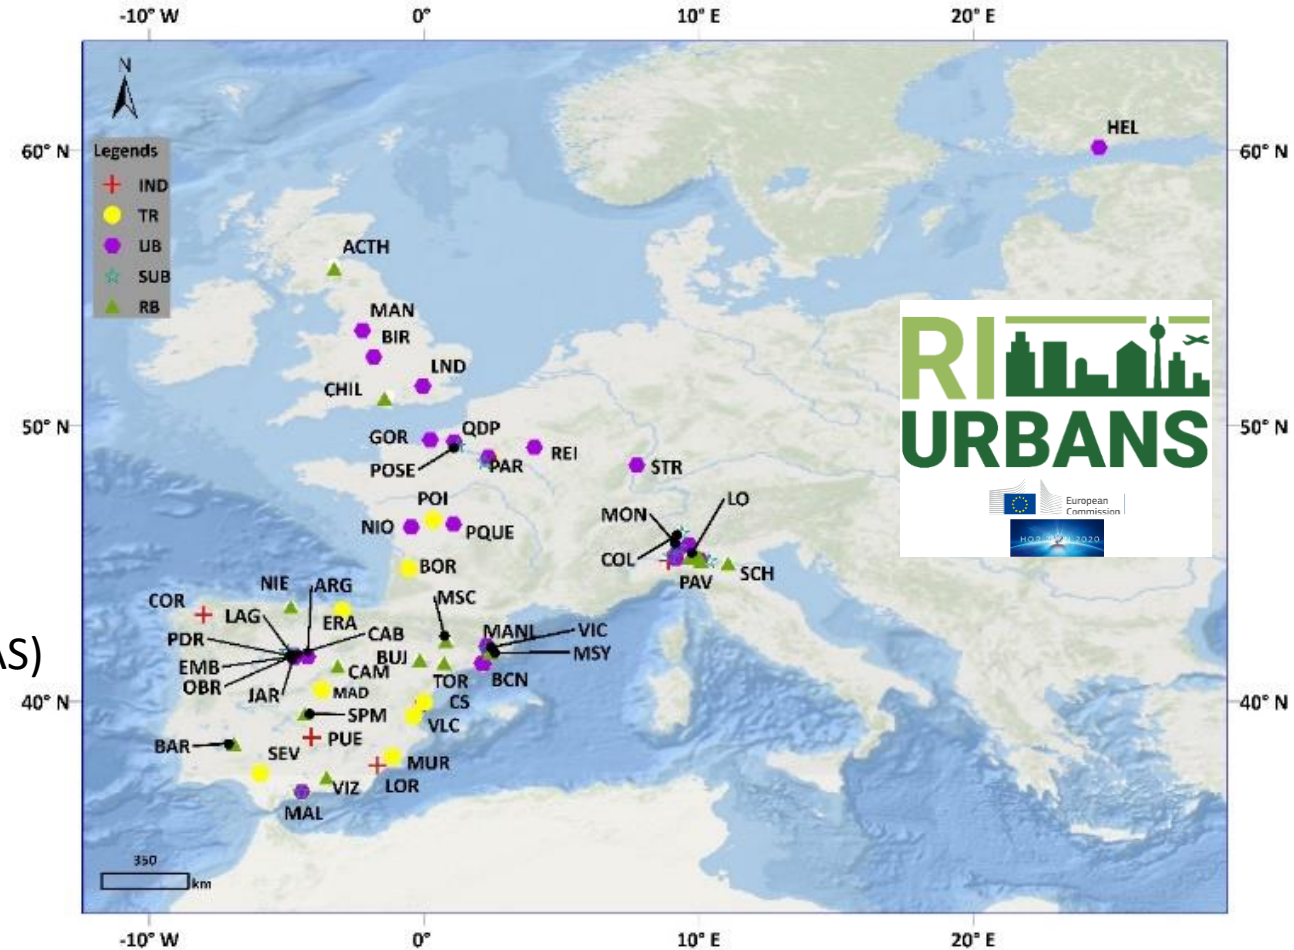 -10° W 0° 10° E 20° E
N
60° N
60° N
Legends
IND
TR
UB
SUB
RB
HEL
ACTH
MAN
BIR
LND
CHIL
RI
URBANS
European
Commission
HORIZON 2020
50° N
50° N
GOR
QDP
POSE
PAR
REI
STR
POI
NIO
PQUE
MON
LO
COL
PAV
SCH
BOR
NIE
ARG
MSC
COR
LAG
ERA
PDR
CAB
MANL
VIC
AS)
EMB
BUJ
MSY
OBR
CAM
TOR
BCN
JAR
MAD
CS
40° N
40° N
SPM
VLC
BAR
PUE
SEV
MUR
VIZ
LOR
MAL
350
km
-10° W 0° 10° E 20° E